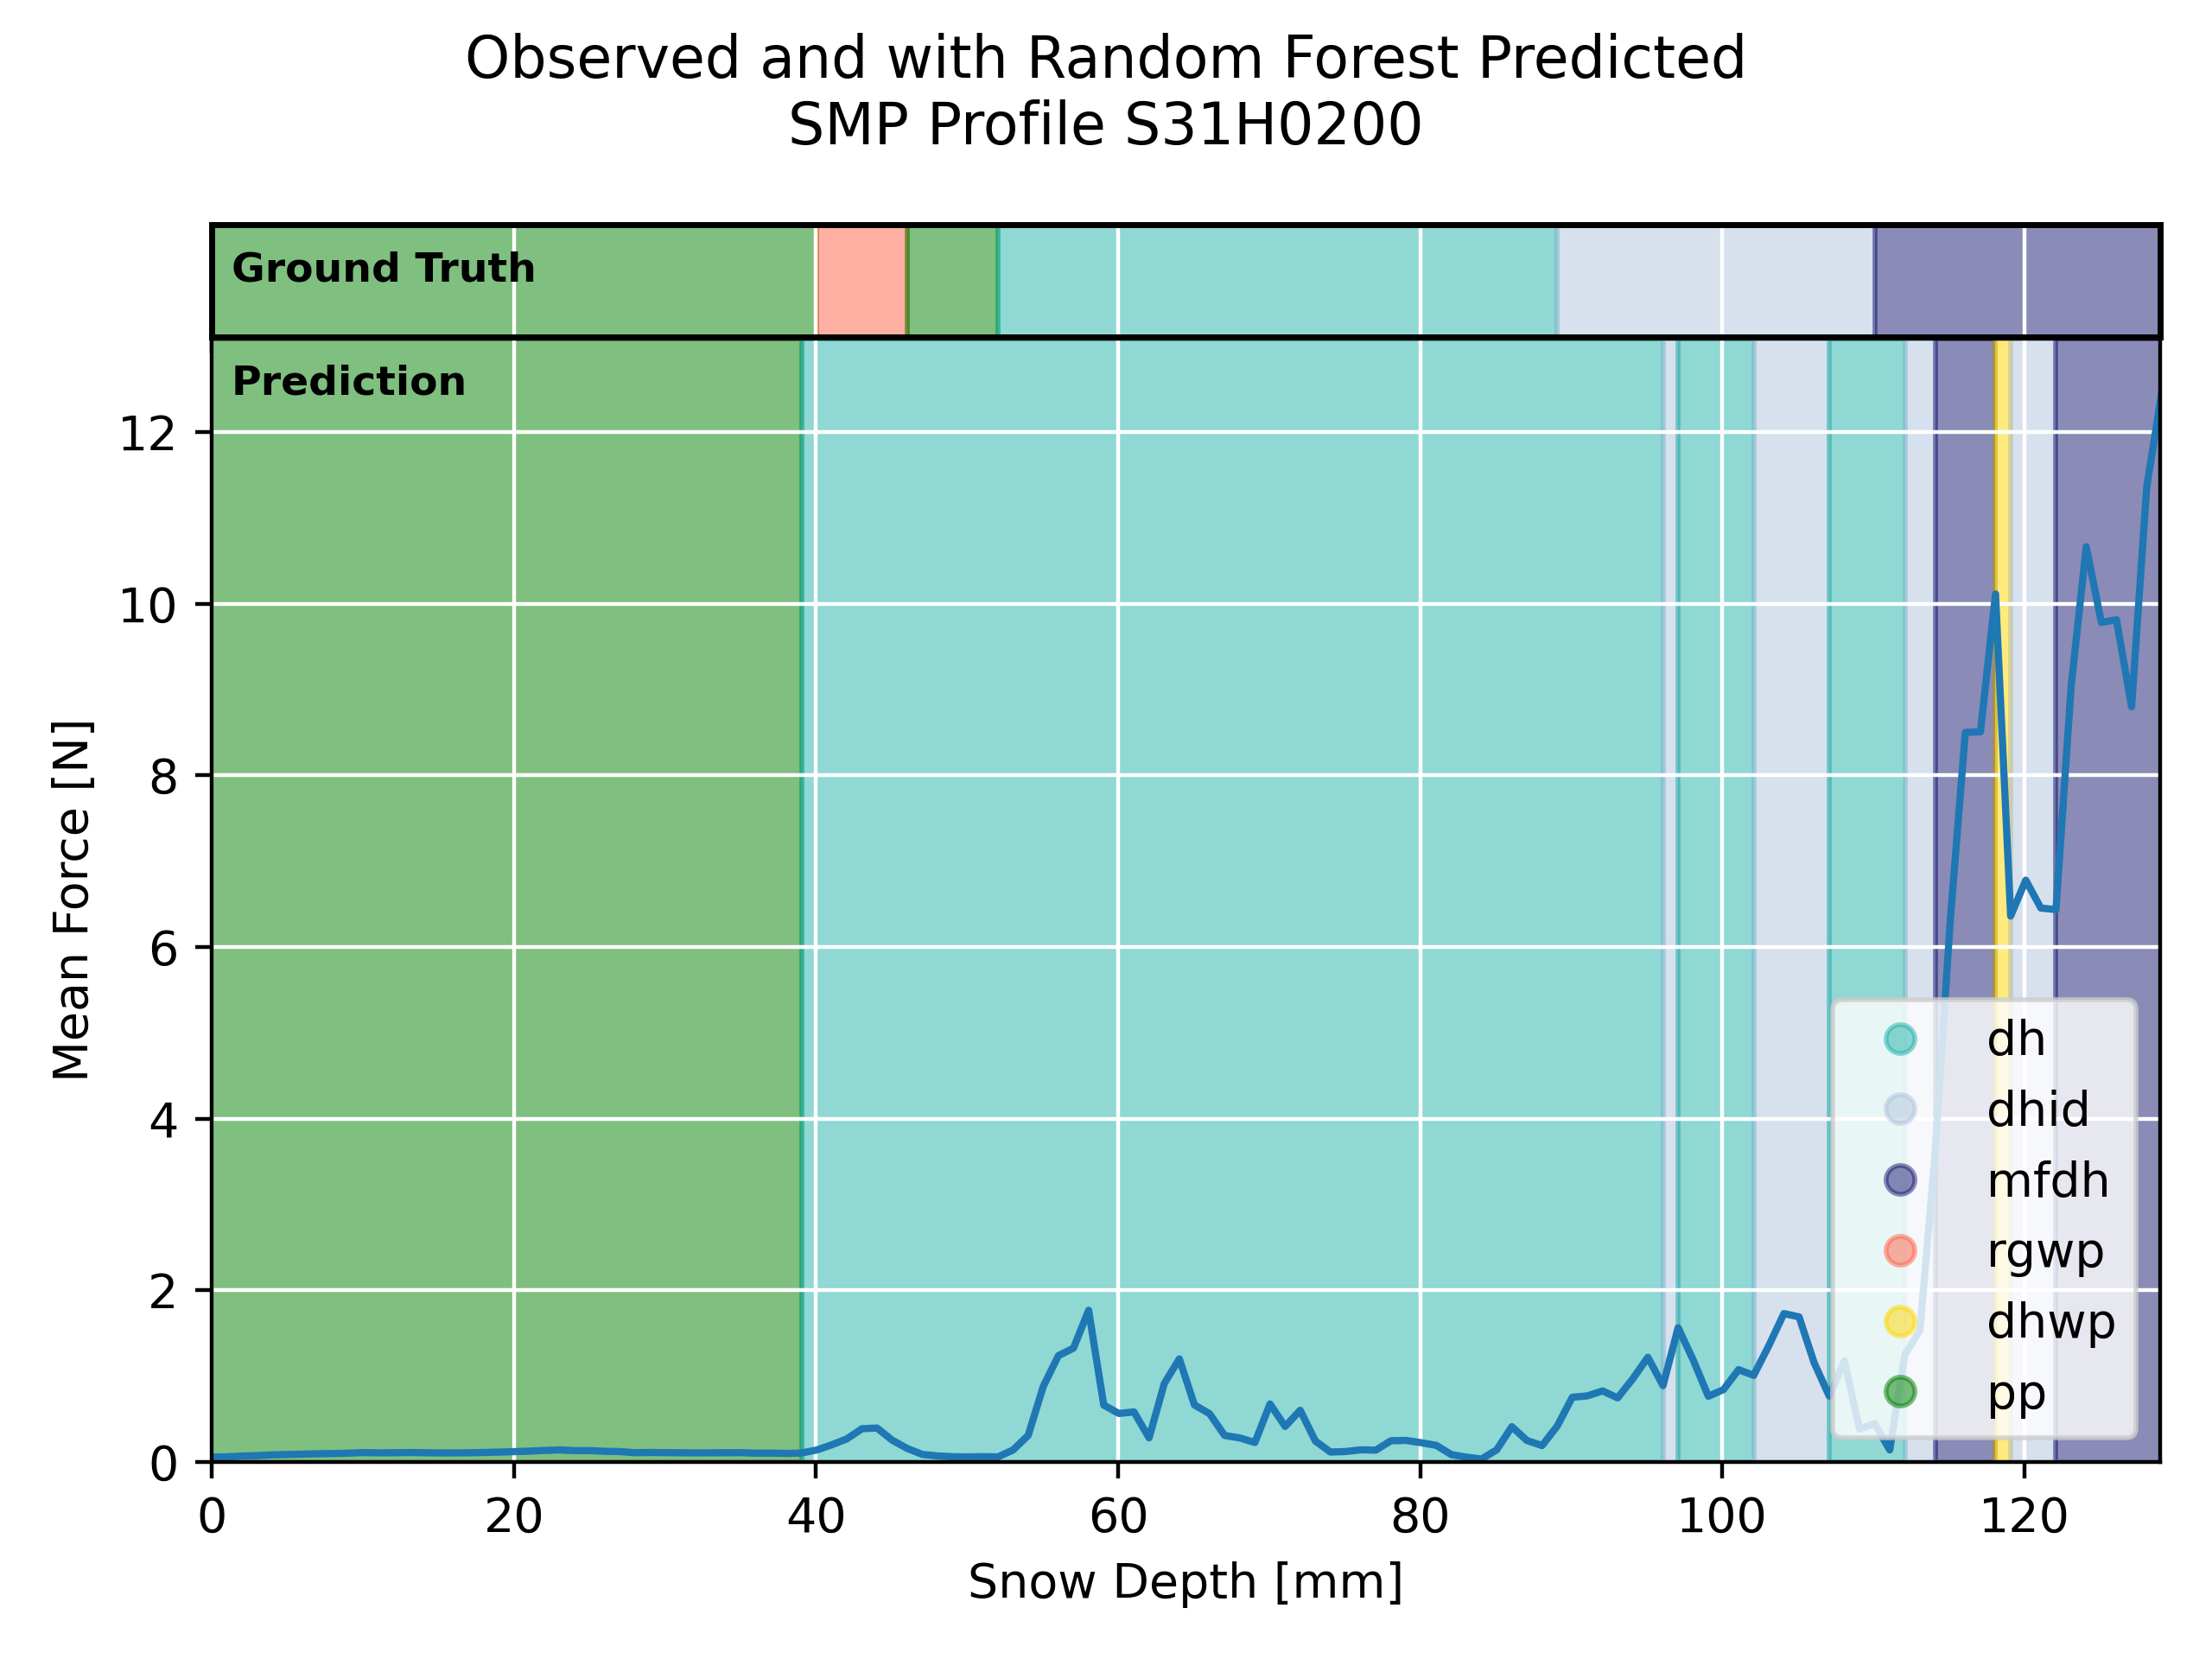 Observed and with Random Forest Predicted
SMP Profile S31H0200
Ground Truth
Prediction
12
10
8
6
4
2
0
Mean Force [N]
0 20 40 60 80 100 120
Snow Depth [mm]
dh
dhid
mfdh
rgwp
dhwp
pp